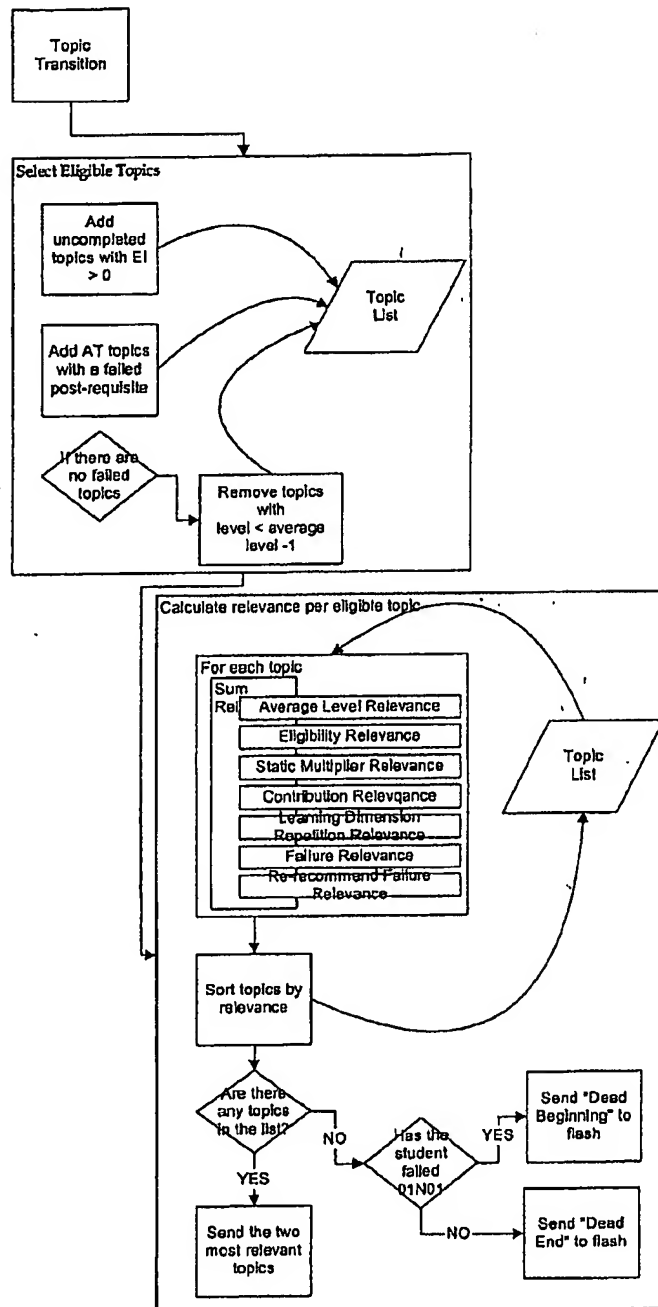 Topic
Transition
Select Eligible Topics
Add
uncompleted
topics with EI
> 0
Topic
List
Add AT topics
with a failed
post-requisite
If there are
no failed
topics
Remove topics
with
level < average
level -1
Calculate relevance per eligible topic
For each topic
Sum
Average Level Relevance
Eligibility Relevance
Static Multiplier Relevance
Contribution Relevqance
Learning Dimension
Repetition Relevance
Failure Relevance
Re-recommend Failure
Relevance
Topic
List
Sort topics by
relevance
Are there
any topics
in the list?
NO
YES
Has the
student
failed
01N01
YES
Send "Dead
Beginning" to
flash
NO
Send "Dead
End" to flash
Send the two
most relevant
topics